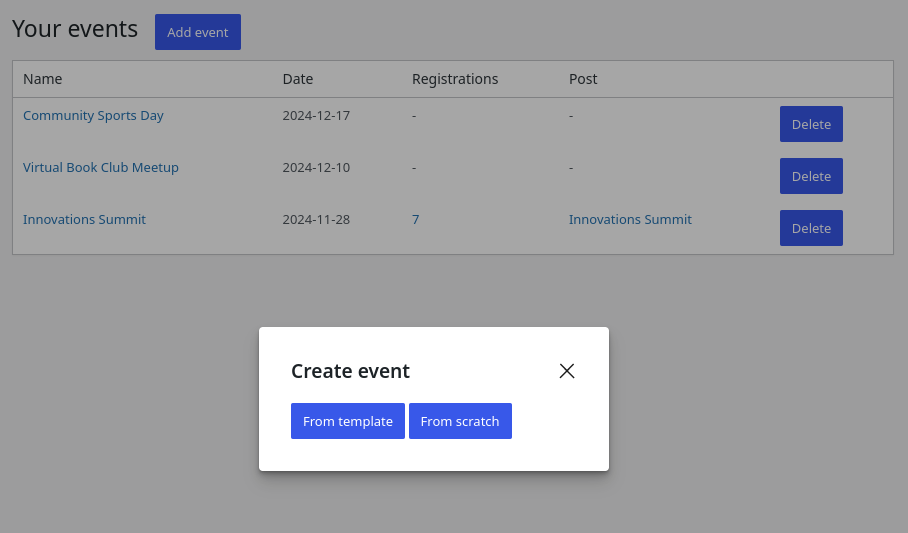 Your events Add event
Name Date Registrations Post
Community Sports Day 2024-12-17 - - Delete
Virtual Book Club Meetup 2024-12-10 - - Delete
Innovations Summit 2024-11-28 7 Innovations Summit Delete
Create event
From template From scratch